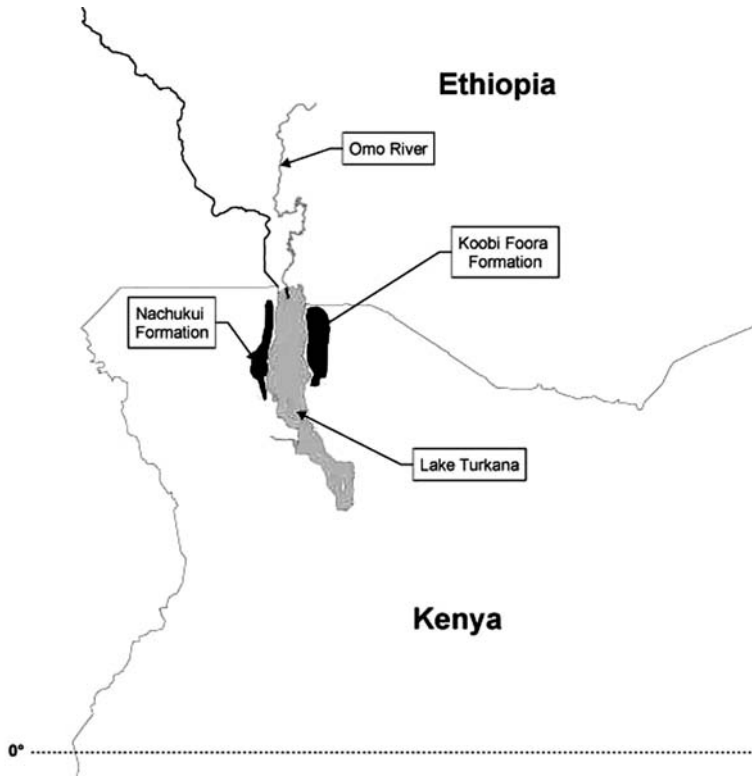 Ethiopia
Omo River
Koobi Foora
Formation
Nachukui
Formation
Lake Turkana
Kenya
0°